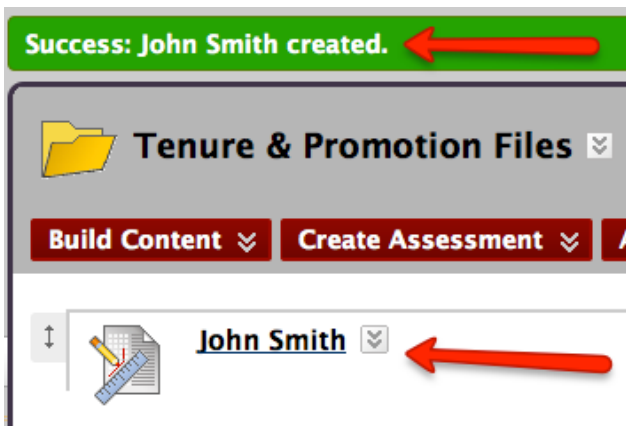 Success: John Smith created.
Tenure & Promotion Files
Build Content Create Assessment A
John Smith